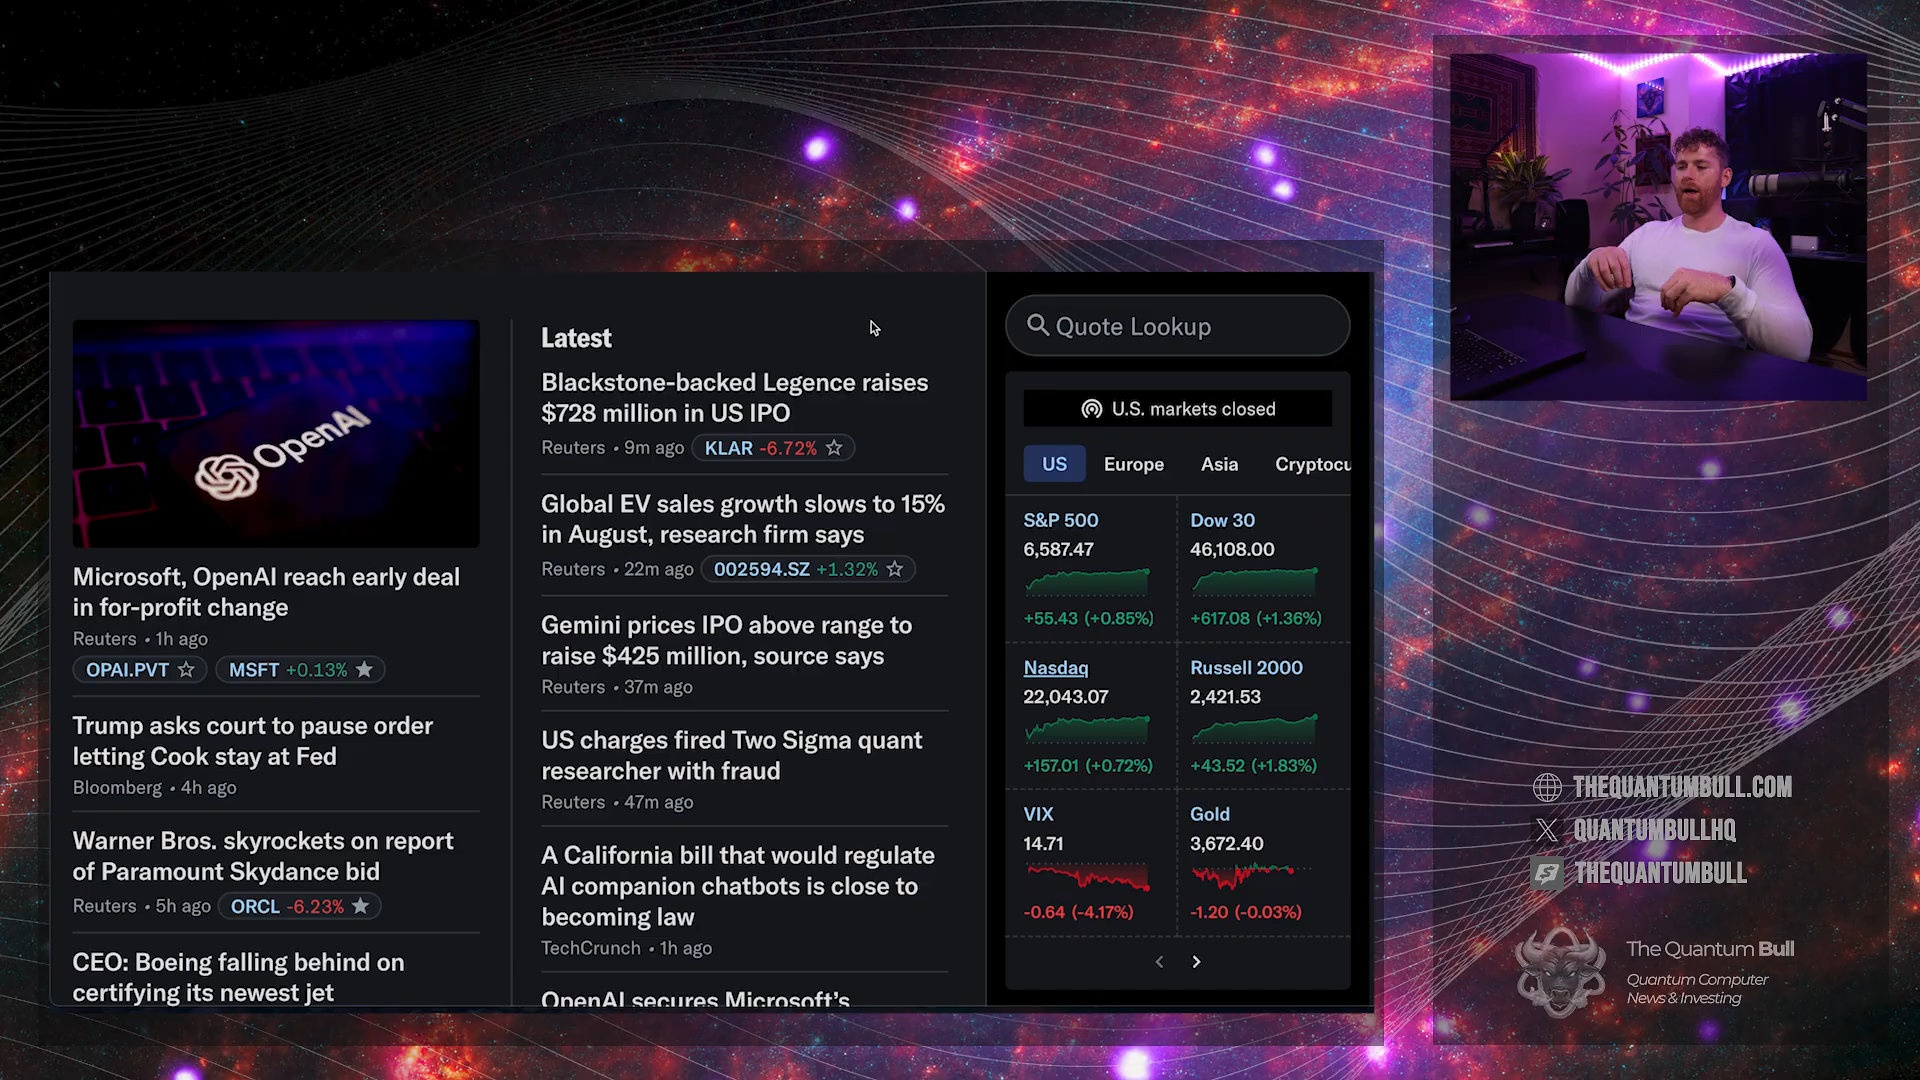 OpenAI
Microsoft, OpenAI reach early deal
in for-profit change
Reuters • 1h ago
OPAI.PVT MSFT +0.13%
Trump asks court to pause order
letting Cook stay at Fed
Bloomberg • 4h ago
Warner Bros. skyrockets on report
of Paramount Skydance bid
Reuters • 5h ago ORCL -6.23%
CEO: Boeing falling behind on
certifying its newest jet
Latest
Blackstone-backed Legence raises
$728 million in US IPO
Reuters • 9m ago KLAR -6.72%
Global EV sales growth slows to 15%
in August, research firm says
Reuters • 22m ago 002594.SZ +1.32%
Gemini prices IPO above range to
raise $425 million, source says
Reuters • 37m ago
US charges fired Two Sigma quant
researcher with fraud
Reuters • 47m ago
A California bill that would regulate
AI companion chatbots is close to
becoming law
TechCrunch • 1h ago
OpenAI secures Microsoft's
Quote Lookup
U.S. markets closed
US Europe Asia Cryptocu
S&P 500 Dow 30
6,587.47 46,108.00
+55.43 (+0.85%) +617.08 (+1.36%)
Nasdaq Russell 2000
22,043.07 2,421.53
+157.01 (+0.72%) +43.52 (+1.83%)
VIX Gold
14.71 3,672.40
-0.64 (-4.17%) -1.20 (-0.03%)
THEQUANTUMBULL.COM
QUANTUMBULLHQ
THEQUANTUMBULL
The Quantum Bull
Quantum Computer
News & Investing